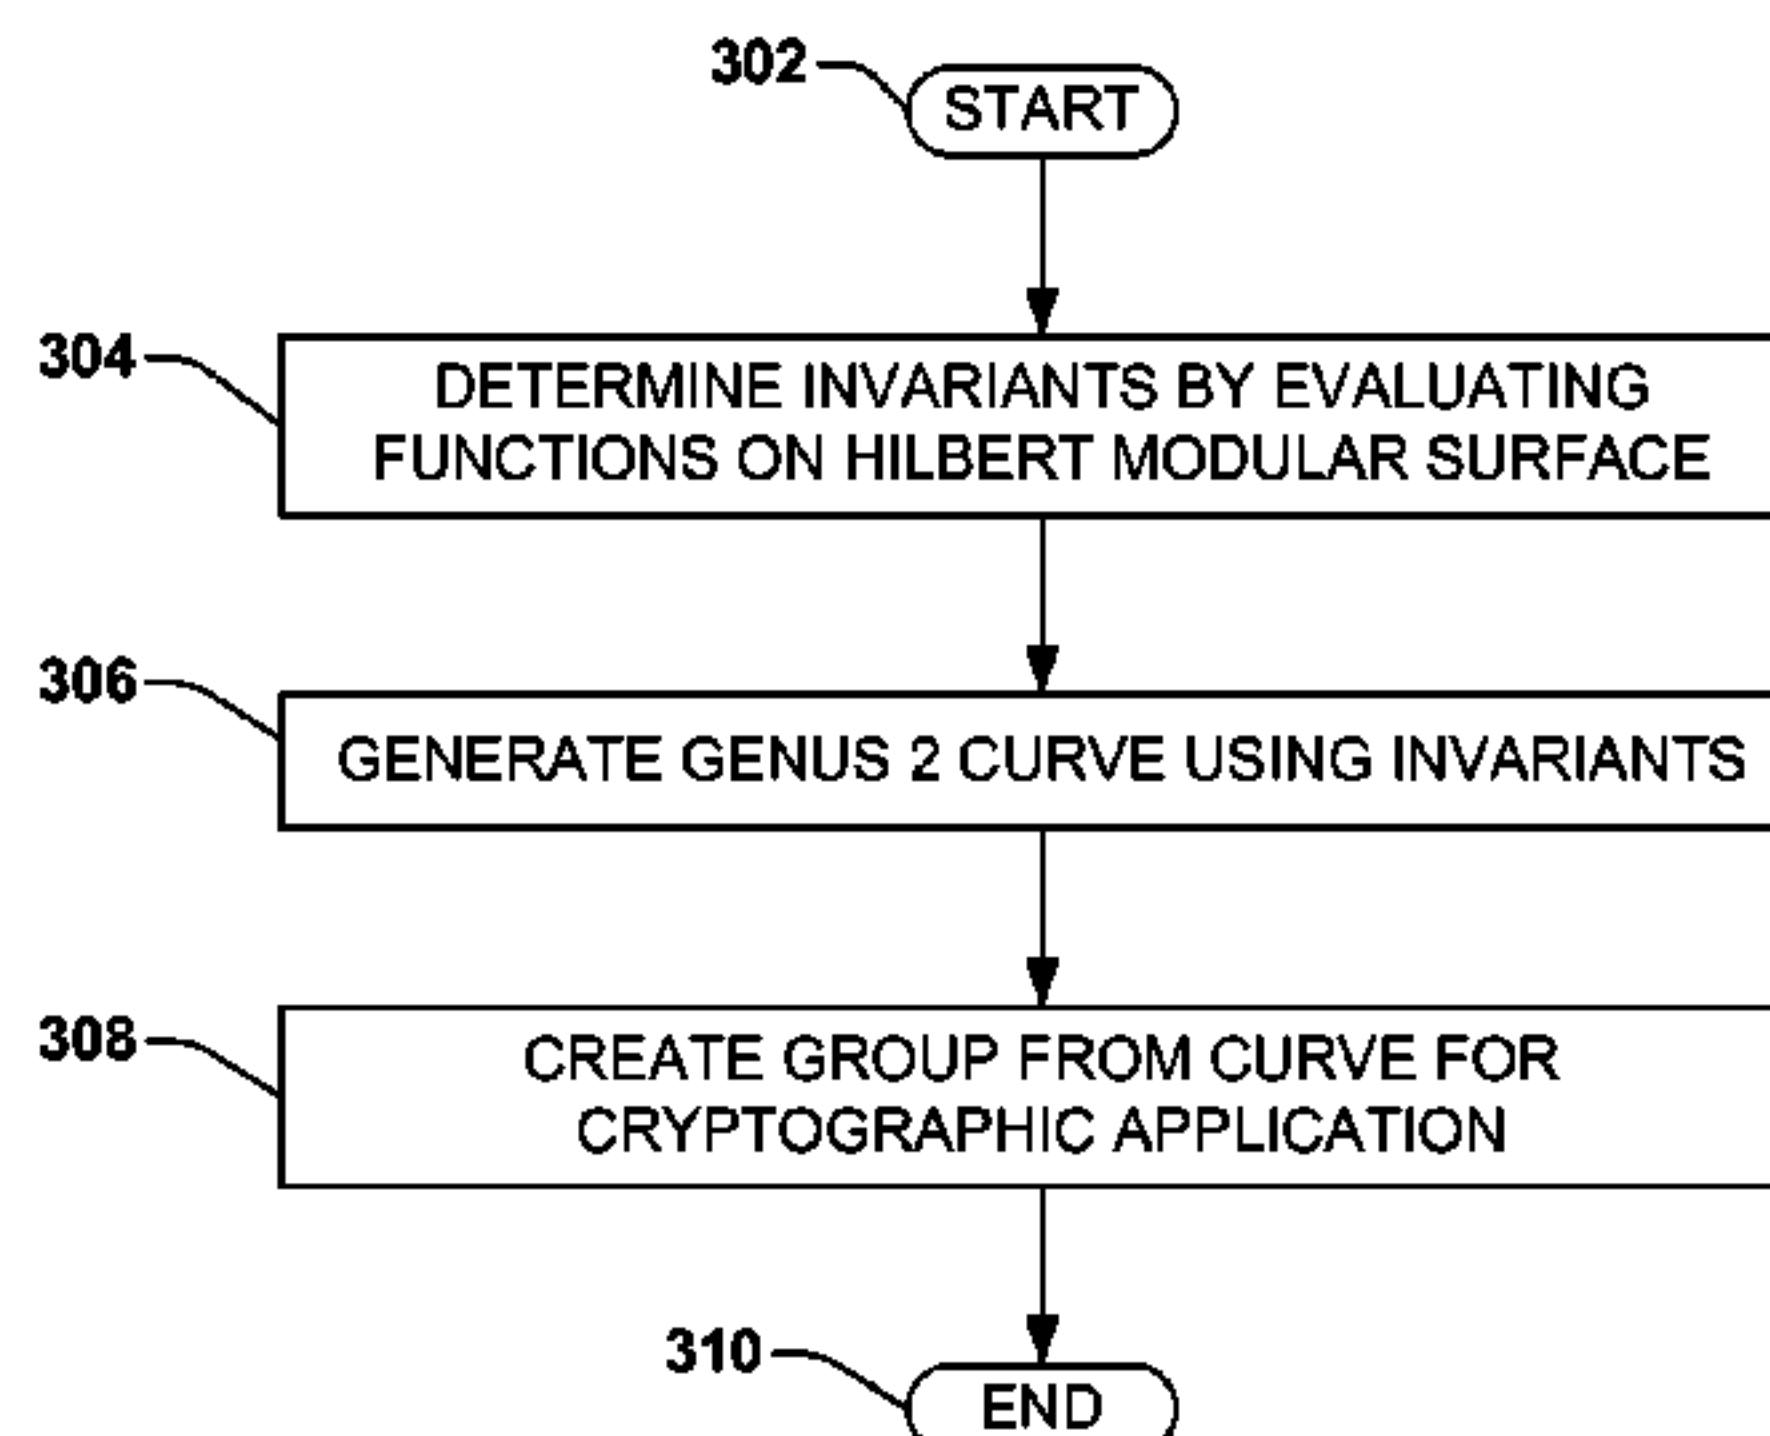 302
START
304
DETERMINE INVARIANTS BY EVALUATING
FUNCTIONS ON HILBERT MODULAR SURFACE
306
GENERATE GENUS 2 CURVE USING INVARIANTS
308
CREATE GROUP FROM CURVE FOR
CRYPTOGRAPHIC APPLICATION
310
END